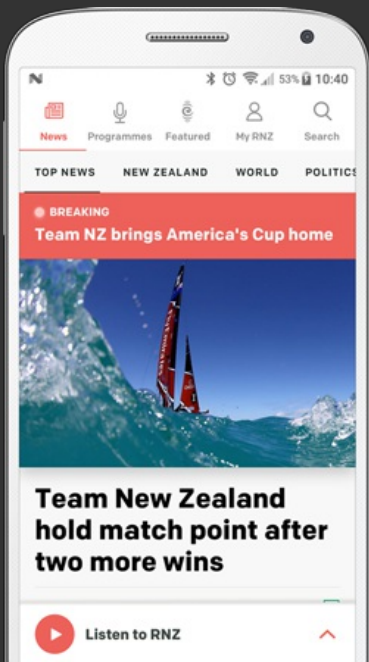 53% 10:40
News Programmes Featured My RNZ Search
TOP NEWS NEW ZEALAND WORLD POLITICS
BREAKING
Team NZ brings America's Cup home
Team New Zealand
hold match point after
two more wins
Listen to RNZ